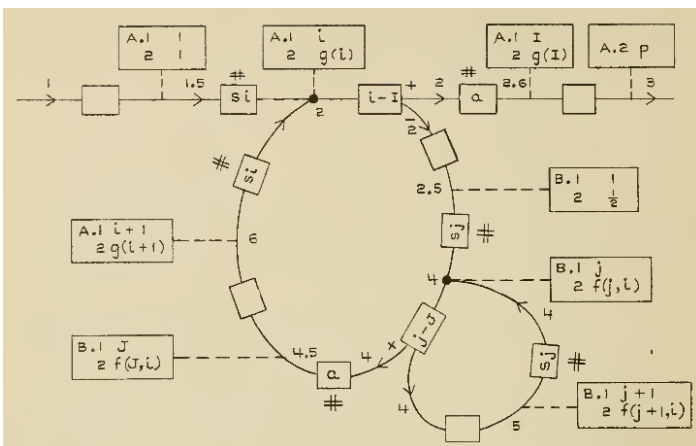 A.1 1
2 1
A.1 i
2 g(i)
A.1 I
2 g(I)
A.2 p
1
1.5
#
si
2
i-I
+
2
#
a
2.6
3
−
2
#
si
2.5
B.1 1
2 1/2
sj
#
A.1 i+1
2 g(i+1)
6
4
B.1 j
2 f(j,i)
j-J
4
B.1 J
2 f(J,i)
4.5
a
#
4
+
sj
#
4
5
B.1 j+1
2 f(j+1,i)